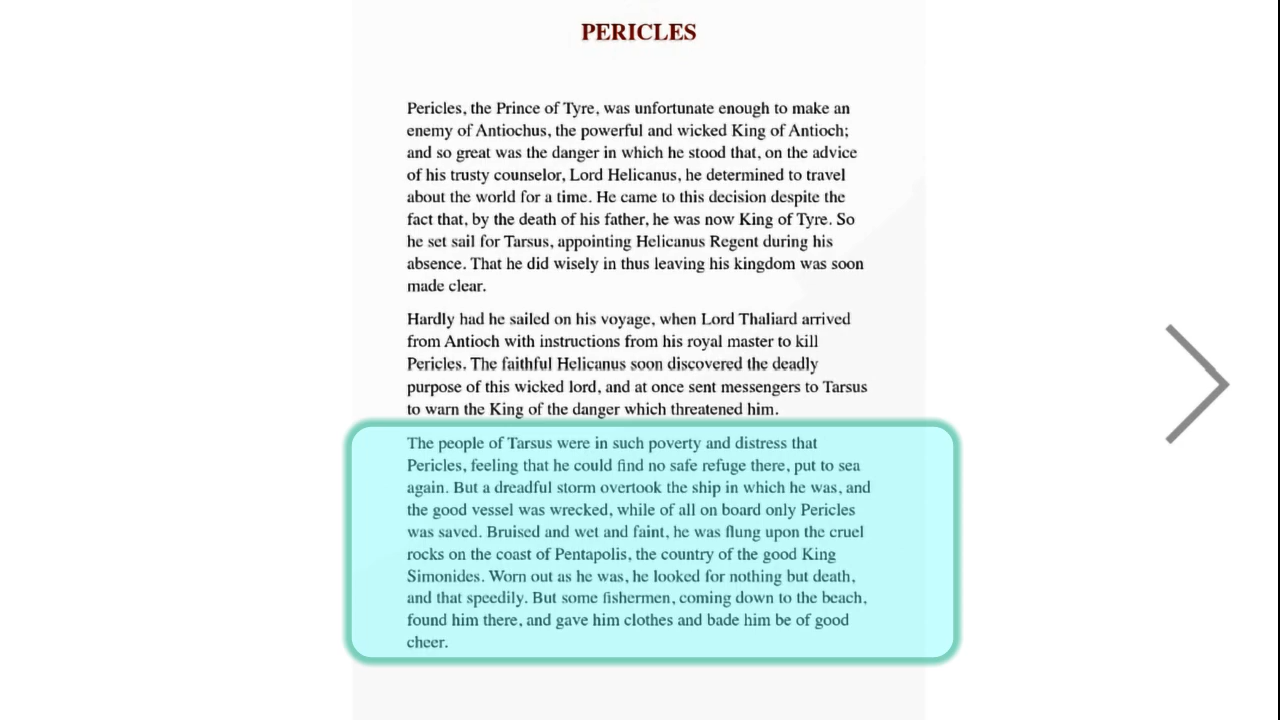 PERICLES
Pericles, the Prince of Tyre, was unfortunate enough to make an
enemy of Antiochus, the powerful and wicked King of Antioch;
and so great was the danger in which he stood that, on the advice
of his trusty counselor, Lord Helicanus, he determined to travel
about the world for a time. He came to this decision despite the
fact that, by the death of his father, he was now King of Tyre. So
he set sail for Tarsus, appointing Helicanus Regent during his
absence. That he did wisely in thus leaving his kingdom was soon
made clear.
Hardly had he sailed on his voyage, when Lord Thaliard arrived
from Antioch with instructions from his royal master to kill
Pericles. The faithful Helicanus soon discovered the deadly
purpose of this wicked lord, and at once sent messengers to Tarsus
to warn the King of the danger which threatened him.
The people of Tarsus were in such poverty and distress that
Pericles, feeling that he could find no safe refuge there, put to sea
again. But a dreadful storm overtook the ship in which he was, and
the good vessel was wrecked, while of all on board only Pericles
was saved. Bruised and wet and faint, he was flung upon the cruel
rocks on the coast of Pentapolis, the country of the good King
Simonides. Worn out as he was, he looked for nothing but death,
and that speedily. But some fishermen, coming down to the beach,
found him there, and gave him clothes and bade him be of good
cheer.